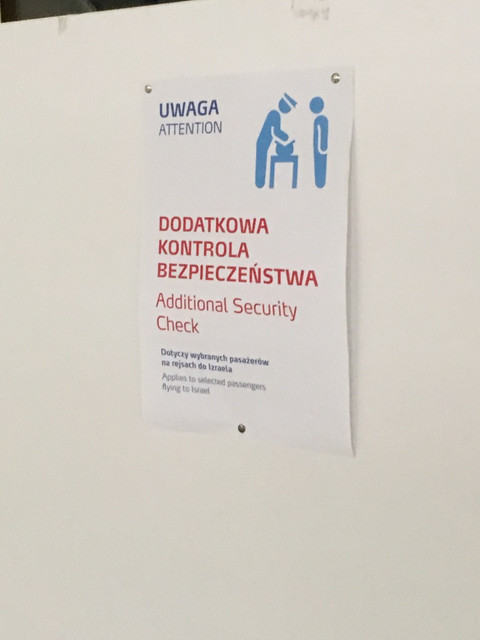 UWAGA
ATTENTION
DODATKOWA
KONTROLA
BEZPIECZEŃSTWA
Additional Security
Check
Dotyczy wybranych pasażerów
na rejsach do Izraela
Applies to selected passengers
flying to Israel